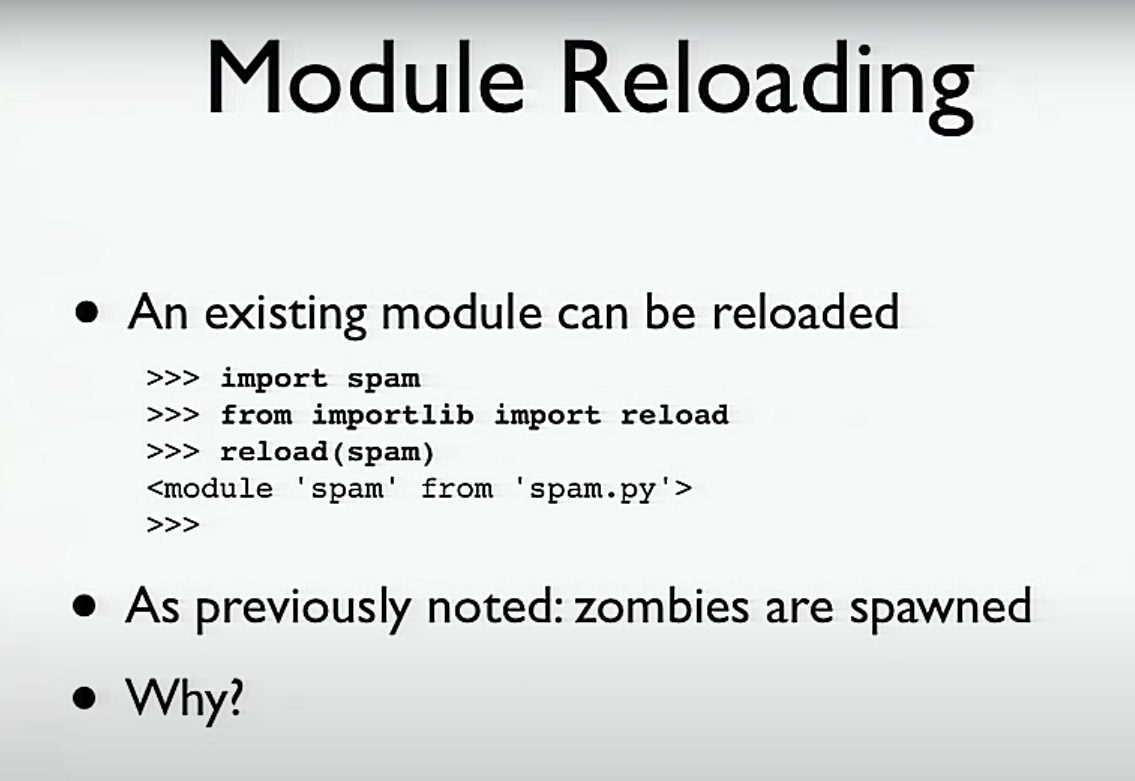 Module Reloading
• An existing module can be reloaded
>>> import spam
>>> from importlib import reload
>>> reload(spam)
<module 'spam' from 'spam.py'>
>>>
• As previously noted: zombies are spawned
• Why?